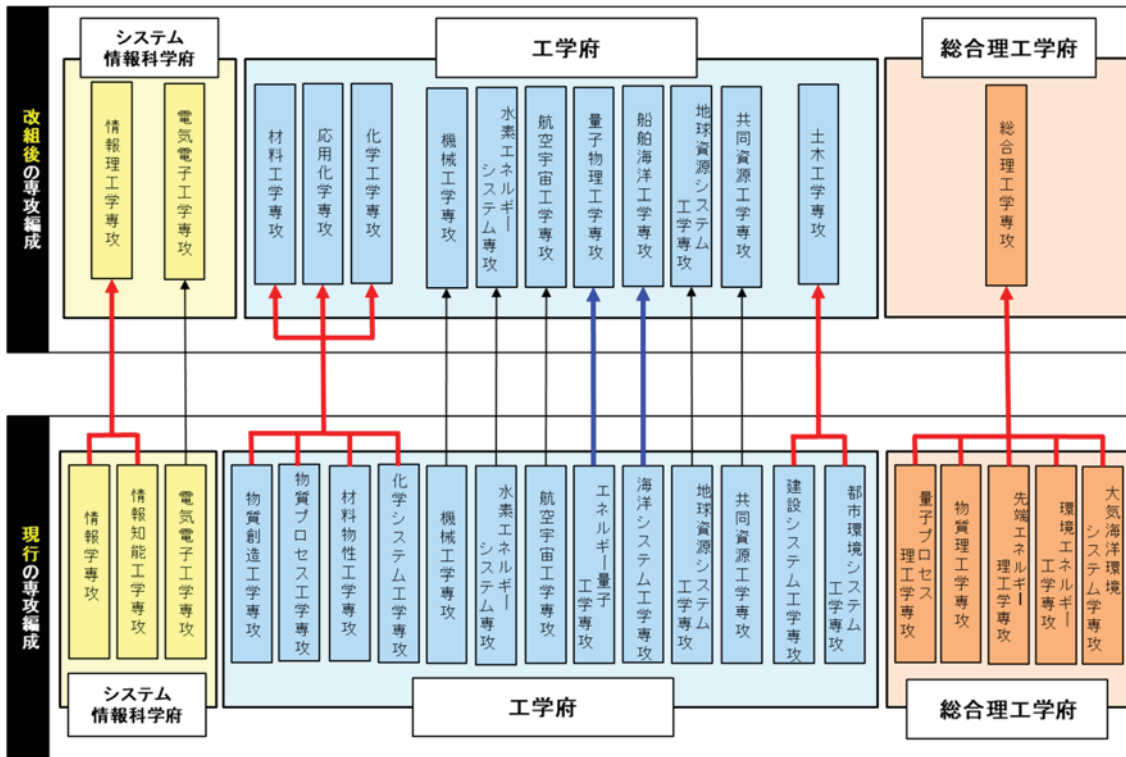 改組後の専攻編成
システム
情報科学府
情報理工学専攻
電気電子工学専攻
工学府
材料工学専攻
応用化学専攻
化学工学専攻
機械工学専攻
水素エネルギー
システム専攻
航空宇宙工学専攻
量子物理工学専攻
船舶海洋工学専攻
地球資源システム
工学専攻
共同資源工学専攻
土木工学専攻
総合理工学府
総合理工学専攻
現行の専攻編成
情報学専攻
情報知能工学専攻
電気電子工学専攻
システム
情報科学府
物質創造工学専攻
物質プロセス工学専攻
材料物性工学専攻
化学システム工学専攻
機械工学専攻
水素エネルギー
システム専攻
航空宇宙工学専攻
エネルギー量子
工学専攻
海洋システム工学専攻
地球資源システム
工学専攻
共同資源工学専攻
建設システム工学専攻
都市環境システム
工学専攻
工学府
量子プロセス
理工学専攻
物質理工学専攻
先端エネルギー
理工学専攻
環境エネルギー
工学専攻
大気海洋環境
システム学専攻
総合理工学府